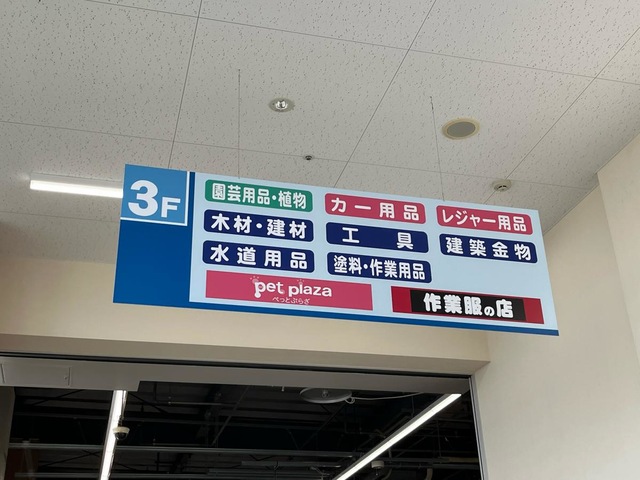 3F
園芸用品・植物
カー用品
レジャー用品
木材・建材
工具
建築金物
水道用品
塗料・作業用品
pet plaza
ぺっとぷらざ
作業服の店